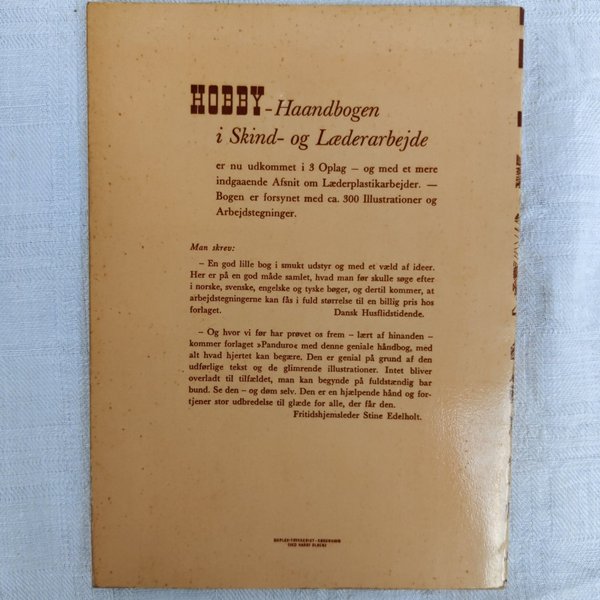 HOBBY-Haandbogen
i Skind- og Læderarbejde
er nu udkommet i 3 Oplag — og med et mere
indgaaende Afsnit om Læderplastikarbejder. —
Bogen er forsynet med ca. 300 Illustrationer og
Arbejdstegninger.
Man skrev:
– En god lille bog i smukt udstyr og med et væld af ideer.
Her er på en god måde samlet, hvad man før skulle søge efter
i norske, svenske, engelske og tyske bøger, og dertil kommer, at
arbejdstegningerne kan fås i fuld størrelse til en billig pris hos
forlaget. Dansk Husflidstidende.
– Og hvor vi før har prøvet os frem – lært af hinanden –
kommer forlaget »Panduro« med denne geniale håndbog, med
alt hvad hjertet kan begære. Den er genial på grund af den
udførlige tekst og de glimrende illustrationer. Intet bliver
overladt til tilfældet, man kan begynde på fuldstændig bar
bund. Se den – og døm selv. Den er en hjælpende hånd og for-
tjener stor udbredelse til glæde for alle, der får den.
Fritidshjemsleder Stine Edelholt.